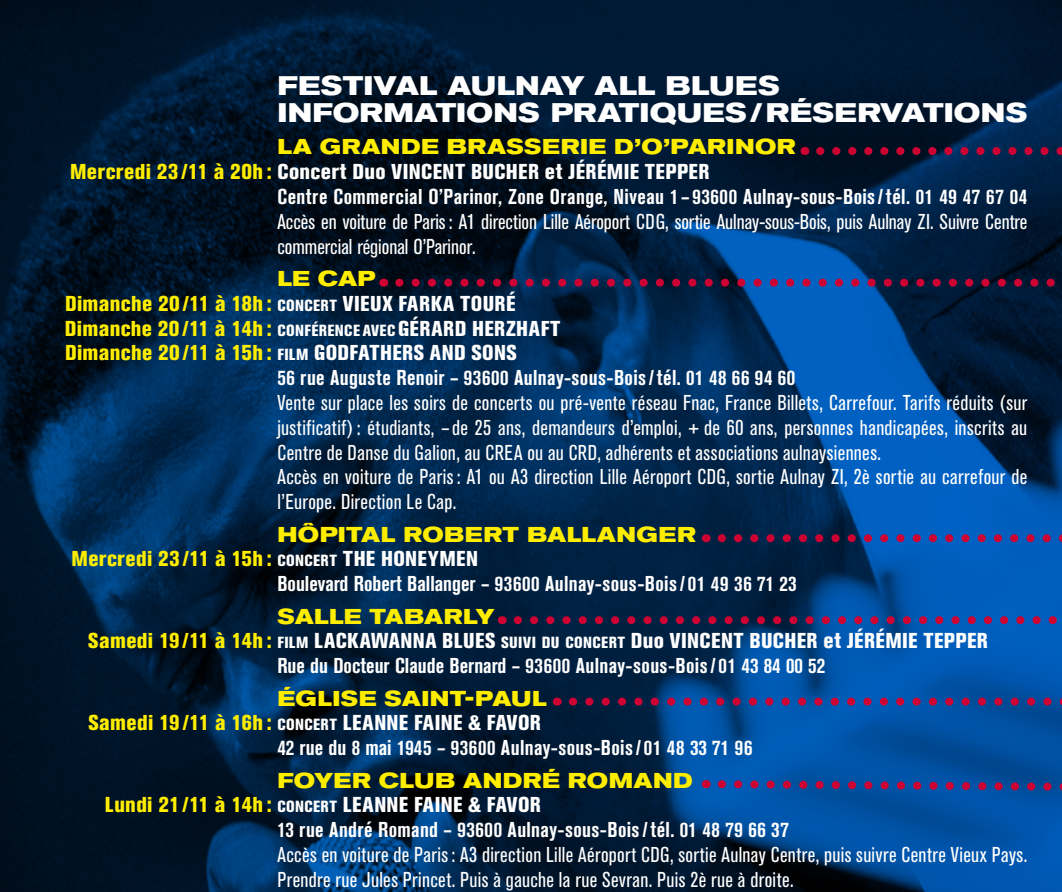 FESTIVAL AULNAY ALL BLUES
INFORMATIONS PRATIQUES/RÉSERVATIONS
LA GRANDE BRASSERIE D'O'PARINOR
Mercredi 23/11 à 20h : Concert Duo VINCENT BUCHER et JÉRÉMIE TEPPER
Centre Commercial O'Parinor, Zone Orange, Niveau 1 – 93600 Aulnay-sous-Bois / tél. 01 49 47 67 04
Accès en voiture de Paris : A1 direction Lille Aéroport CDG, sortie Aulnay-sous-Bois, puis Aulnay ZI. Suivre Centre
commercial régional O'Parinor.
LE CAP
Dimanche 20/11 à 18h : CONCERT VIEUX FARKA TOURÉ
Dimanche 20/11 à 14h : CONFÉRENCE AVEC GÉRARD HERZHAFT
Dimanche 20/11 à 15h : FILM GODFATHERS AND SONS
56 rue Auguste Renoir – 93600 Aulnay-sous-Bois / tél. 01 48 66 94 60
Vente sur place les soirs de concerts ou pré-vente réseau Fnac, France Billets, Carrefour. Tarifs réduits (sur
justificatif) : étudiants, – de 25 ans, demandeurs d'emploi, + de 60 ans, personnes handicapées, inscrits au
Centre de Danse du Galion, au CREA ou au CRD, adhérents et associations aulnaysiennes.
Accès en voiture de Paris : A1 ou A3 direction Lille Aéroport CDG, sortie Aulnay ZI, 2è sortie au carrefour de
l'Europe. Direction Le Cap.
HÔPITAL ROBERT BALLANGER
Mercredi 23/11 à 15h : CONCERT THE HONEYMEN
Boulevard Robert Ballanger – 93600 Aulnay-sous-Bois / 01 49 36 71 23
SALLE TABARLY
Samedi 19/11 à 14h : FILM LACKAWANNA BLUES SUIVI DU CONCERT Duo VINCENT BUCHER et JÉRÉMIE TEPPER
Rue du Docteur Claude Bernard – 93600 Aulnay-sous-Bois / 01 43 84 00 52
ÉGLISE SAINT-PAUL
Samedi 19/11 à 16h : CONCERT LEANNE FAINE & FAVOR
42 rue du 8 mai 1945 – 93600 Aulnay-sous-Bois / 01 48 33 71 96
FOYER CLUB ANDRÉ ROMAND
Lundi 21/11 à 14h : CONCERT LEANNE FAINE & FAVOR
13 rue André Romand – 93600 Aulnay-sous-Bois / tél. 01 48 79 66 37
Accès en voiture de Paris : A3 direction Lille Aéroport CDG, sortie Aulnay Centre, puis suivre Centre Vieux Pays.
Prendre rue Jules Princet. Puis à gauche la rue Sevran. Puis 2è rue à droite.